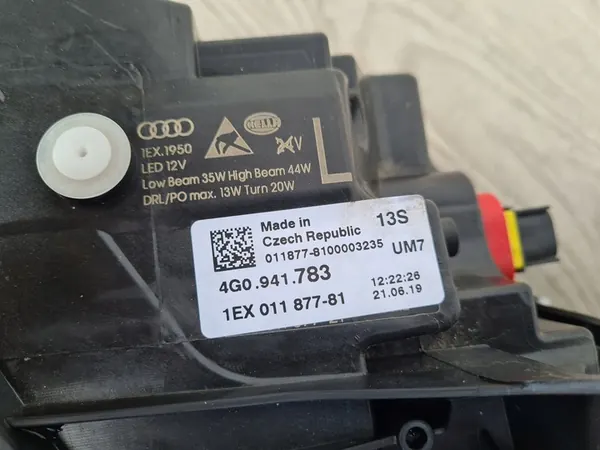 1EX.1950
LED 12V
Low Beam 35W High Beam 44W
DRL/PO max. 13W Turn 20W
HELLA
24V
L
Made in
Czech Republic
13S
011877-8100003235
UM7
4G0.941.783
12:22:26
1EX 011 877-81
21.06.19